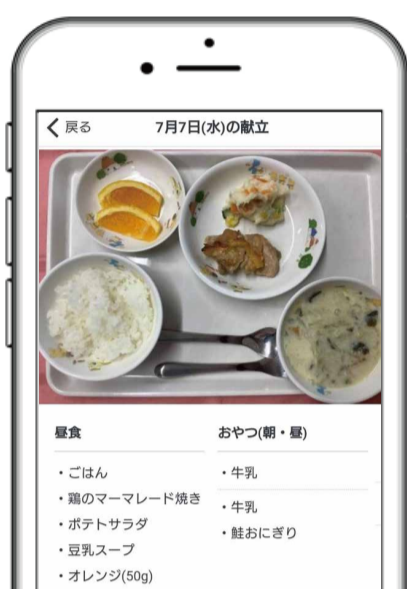 戻る
7月7日(水)の献立
昼食
・ごはん
・鶏のマーマレード焼き
・ポテトサラダ
・豆乳スープ
・オレンジ(50g)
おやつ(朝・昼)
・牛乳
・牛乳
・鮭おにぎり